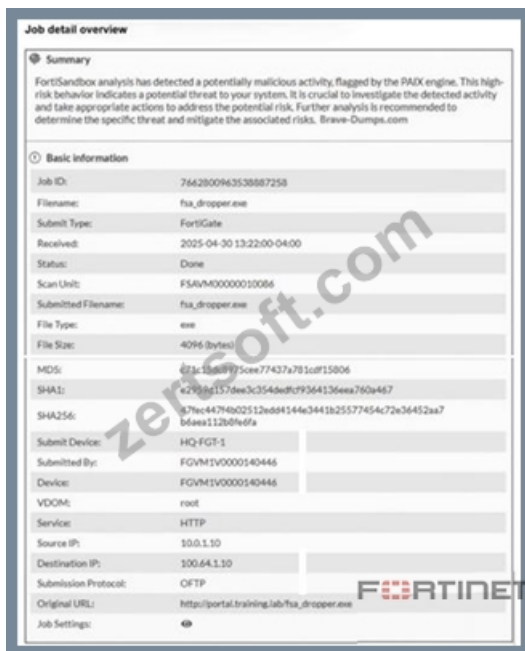 Job detail overview
Summary
FortiSandbox analysis has detected a potentially malicious activity, flagged by the PAIX engine. This high-
risk behavior indicates a potential threat to your system. It is crucial to investigate the detected activity
and take appropriate actions to address the potential risk. Further analysis is recommended to
determine the specific threat and mitigate the associated risks. Brave-Dumps.com
Basic information
Job ID: 7662800963538887258
Filename: fsa_dropper.exe
Submit Type: FortiGate
Received: 2025-04-30 13:22:00-04:00
Status: Done
Scan Unit: FSAVM00000010086
Submitted Filename: fsa_dropper.exe
File Type: exe
File Size: 4096 (bytes)
MD5:
SHA1:
SHA256:
Submit Device: HQ-FGT-1
Submitted By: FGVM1V0000140446
Device: FGVM1V0000140446
VDOM: root
Service: HTTP
Source IP: 10.0.1.10
Destination IP: 100.64.1.10
Submission Protocol: OFTP
Original URL: http://portal.training.lab/fsa_dropper.exe
Job Settings:
FORTINET
zertsoft.com